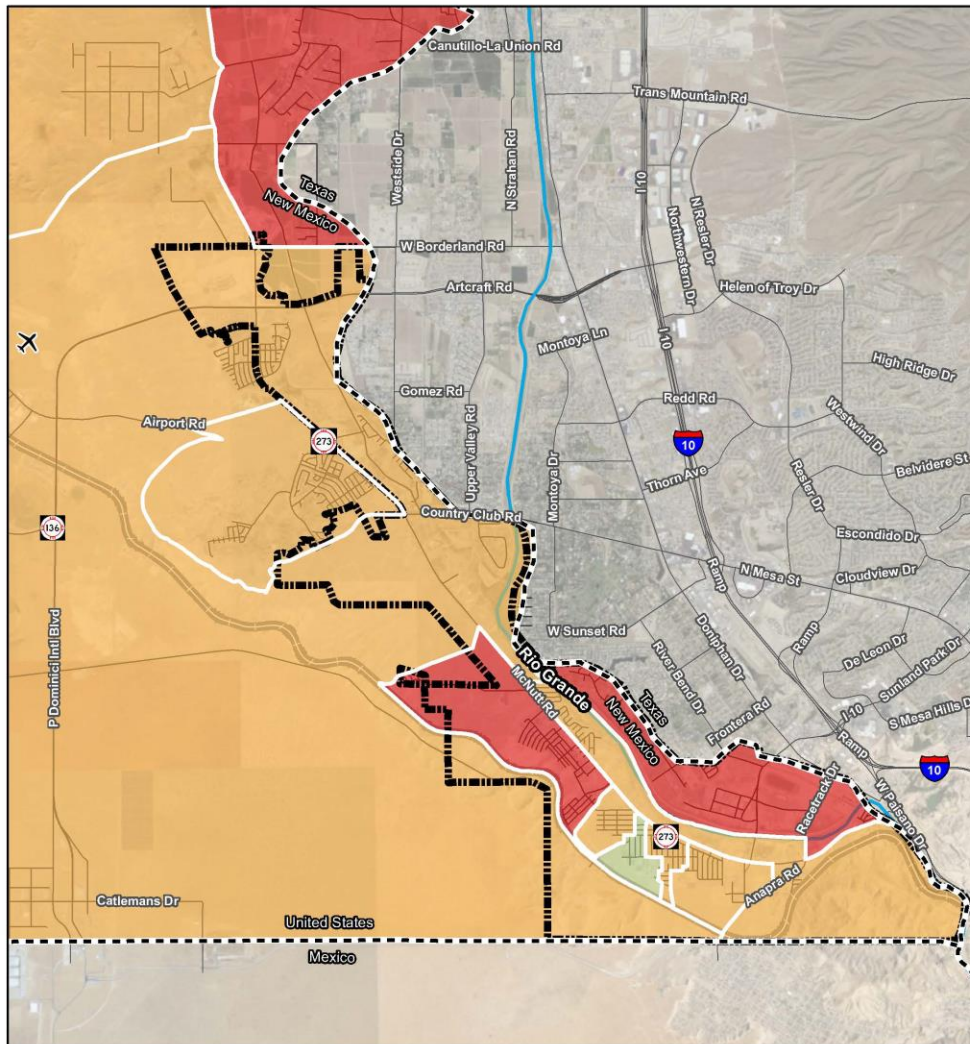 Canutillo-La Union Rd
Trans Mountain Rd
Westside Dr
N Strahan Rd
I 10
N Resler Dr
Northwestern Dr
Texas
New Mexico
W Borderland Rd
Artcraft Rd
Helen of Troy Dr
Montoya Ln
I 10
High Ridge Dr
Gomez Rd
Redd Rd
Airport Rd
Upper Valley Rd
Westwind Dr
273
10
Montoya Dr
Thorn Ave
Resler Dr
Belvidere St
136
Country Club Rd
Escondido Dr
N Mesa St
Cloudview Dr
Ramp
W Sunset Rd
Ramp
De Leon Dr
P Dominici Intl Blvd
Rio Grande
River Bend Dr
Doniphan Dr
Sunland Park Dr
McNutt Rd
Texas
New Mexico
Frontera Rd
I 10
S Mesa Hills D
Ramp
10
Racetrack Dr
W Paisano Dr
273
Anapra Rd
Catlemans Dr
United States
Mexico